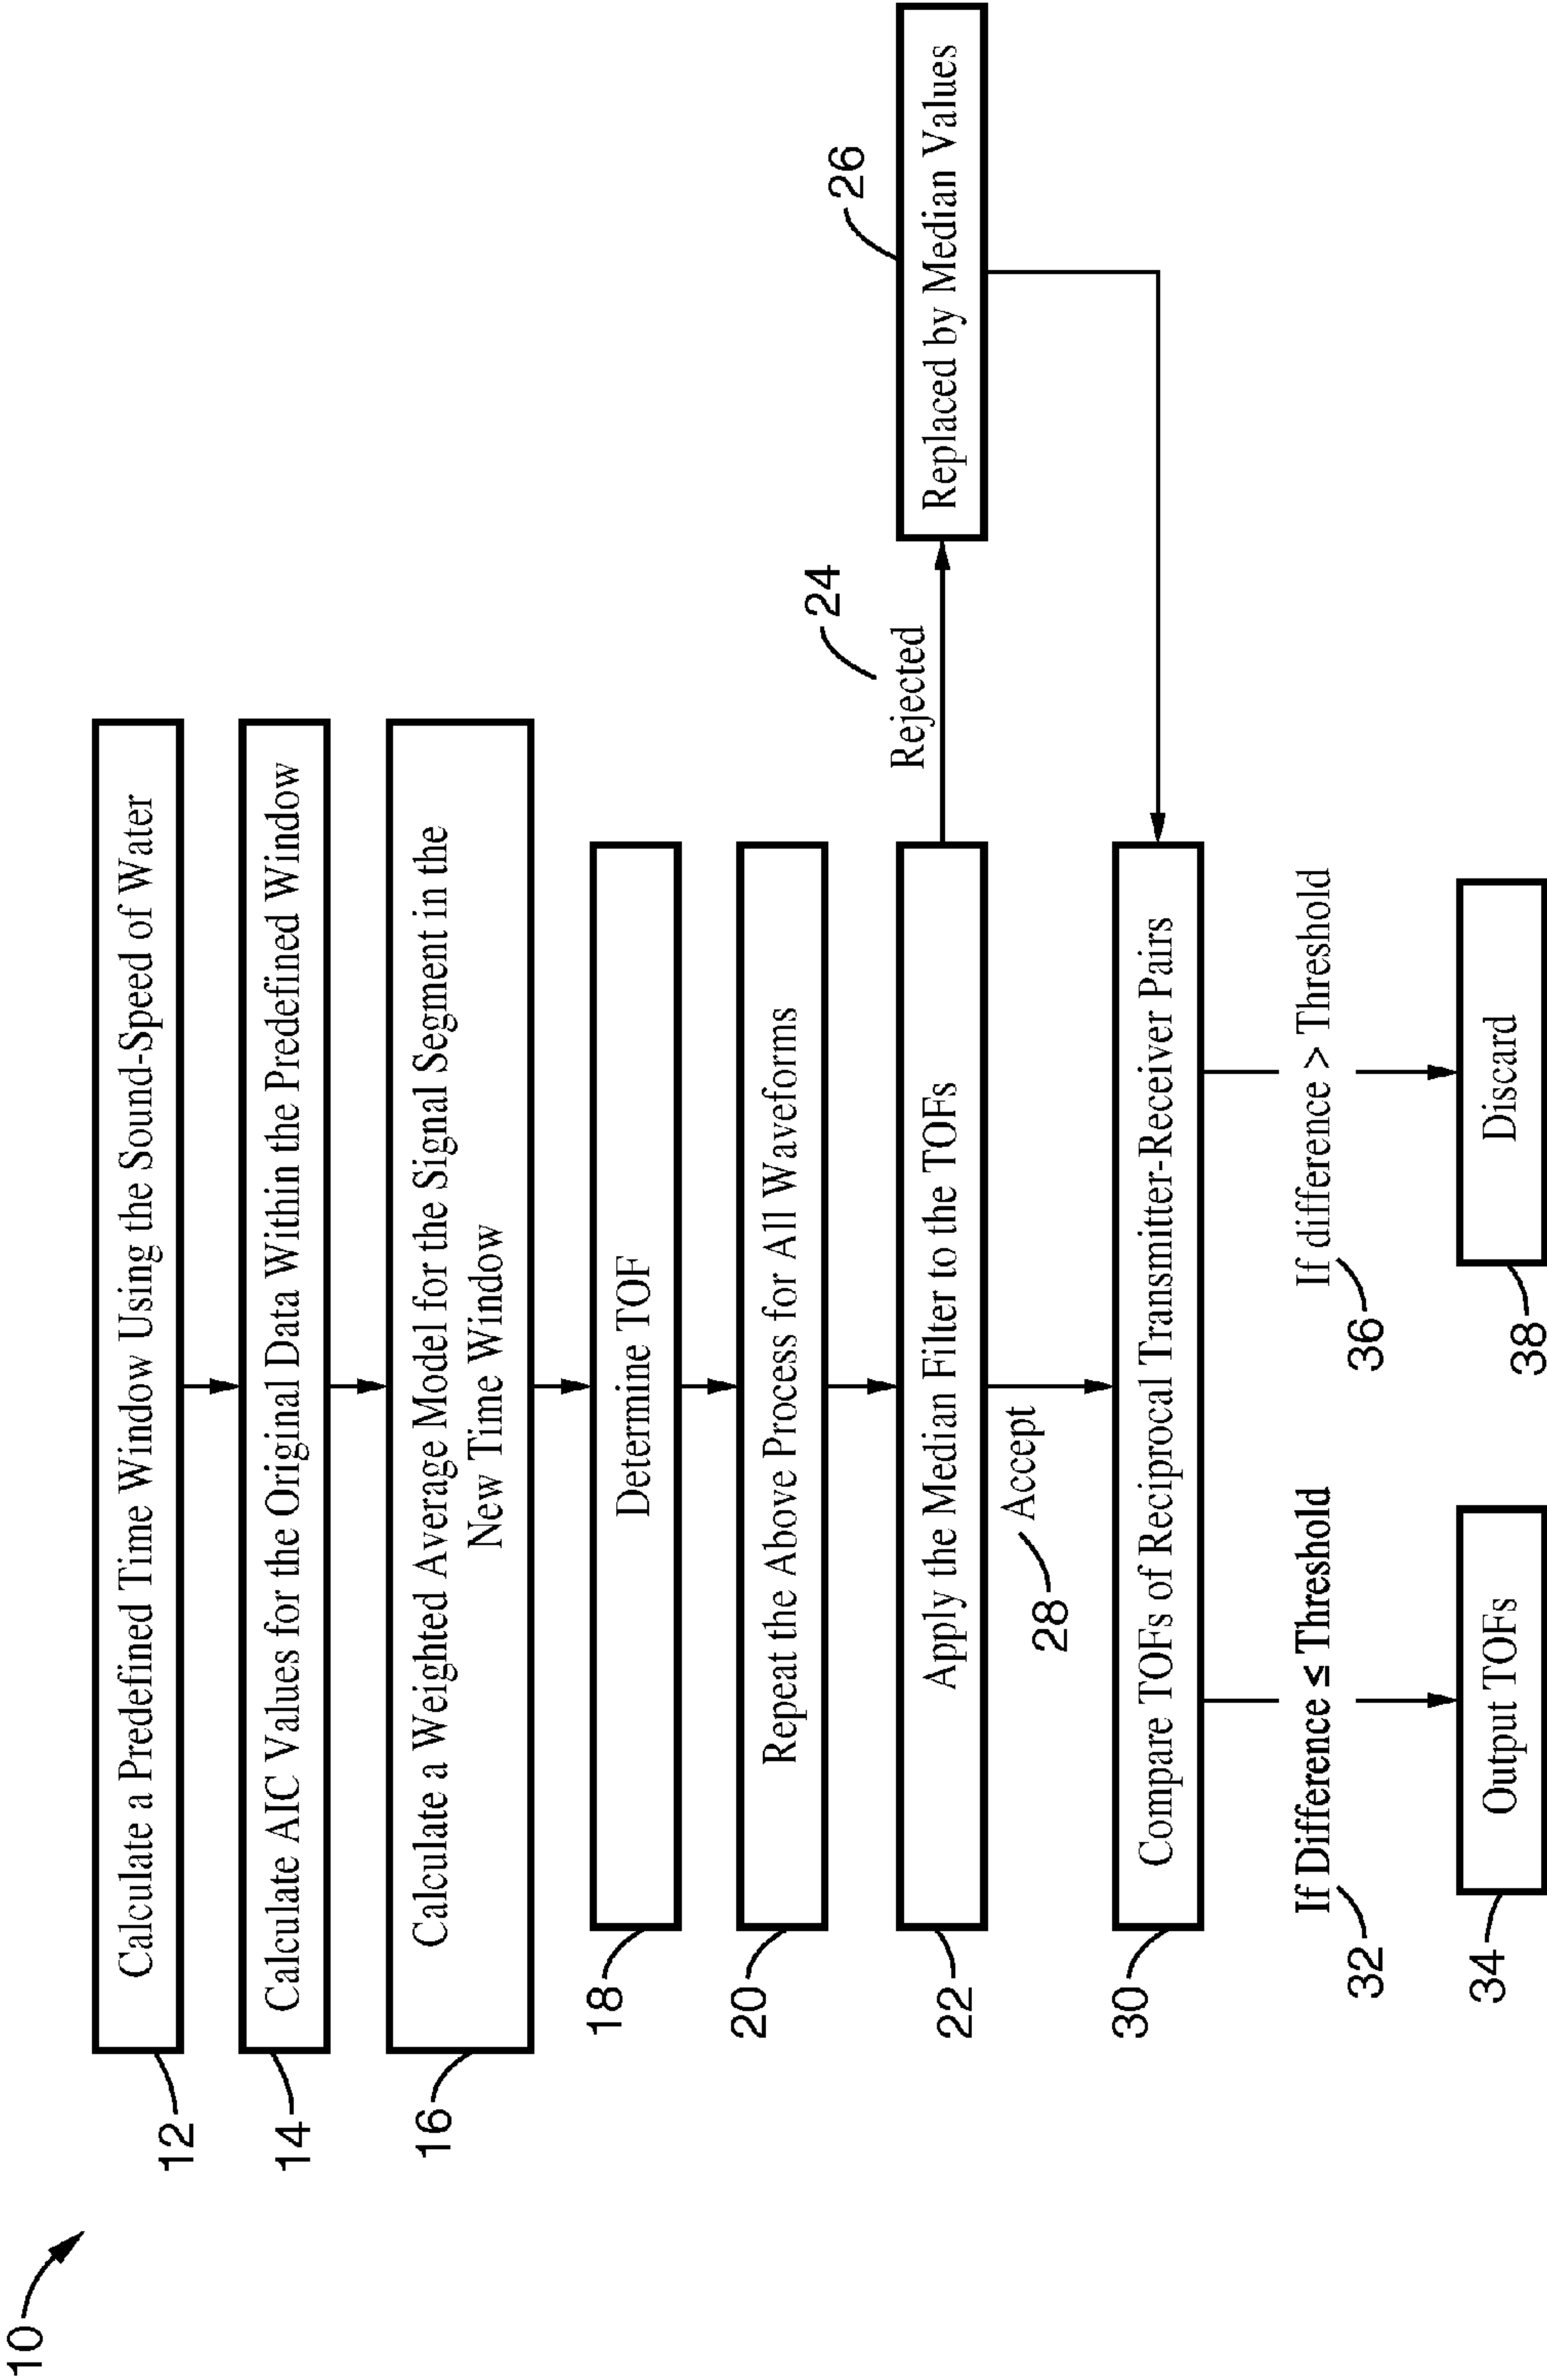 10
12
Calculate a Predefined Time Window Using the Sound-Speed of Water
14
Calculate AIC Values for the Original Data Within the Predefined Window
16
Calculate a Weighted Average Model for the Signal Segment in the
New Time Window
18
Determine TOF
20
Repeat the Above Process for All Waveforms
22
Apply the Median Filter to the TOFs
24
Rejected
26
Replaced by Median Values
28
Accept
30
Compare TOFs of Reciprocal Transmitter-Receiver Pairs
32
If Difference ≤ Threshold
36
If difference > Threshold
34
Output TOFs
38
Discard